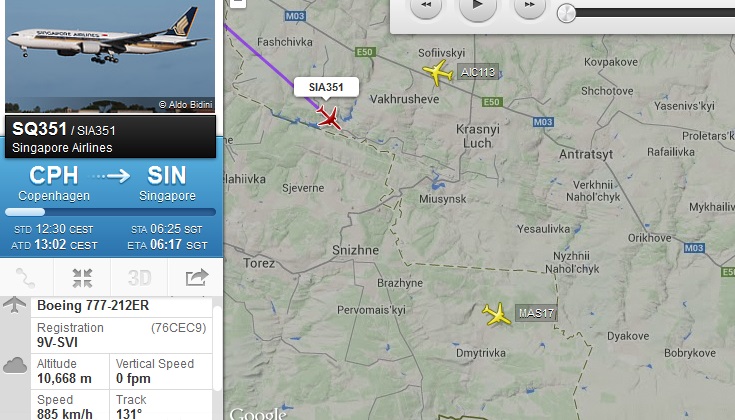 SINGAPORE AIRLINES
© Aldo Bidini
SQ351 / SIA351
Singapore Airlines
CPH
SIN
Copenhagen
Singapore
STD 12:30 CEST
STA 06:25 SGT
ATD 13:02 CEST
ETA 06:17 SGT
3D
Boeing 777-212ER
Registration
(76CEC9)
9V-SVI
Altitude
Vertical Speed
10,668 m
0 fpm
Speed
Track
885 km/h
131°
M03
Fashchivka
E50
Sofiivskyi
SIA351
AIC113
Vakhrusheve
E50
Kovpakove
Shchotove
Yasenivs'kyi
M03
Krasnyi
Luch
Proletars'k
Rafailivka
Antratsyt
elahiivka
Sjeverne
Miusynsk
Verkhnii
Nahol'chyk
Mykhailiv
Yesaulivka
Orikhove
Snizhne
Torez
Nyzhnii
Nahol'chyk
M03
E50
Brazhyne
Pervomais'kyi
MAS17
Dmytrivka
Dyakove
Bobrykove
Google